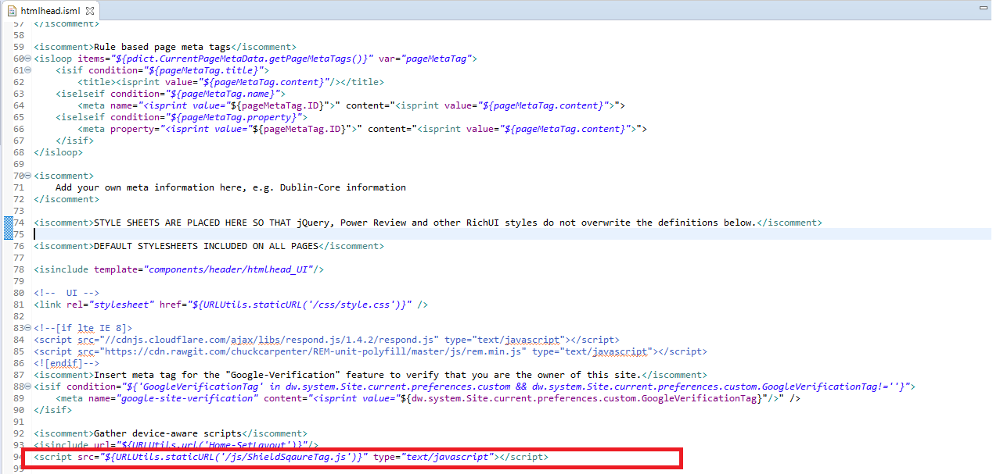 htmlhead.isml
57 </iscomment>
58
59 <iscomment>Rule based page meta tags</iscomment>
60 <isloop items="${pdict.CurrentPageMetaData.getPageMetaTags()}" var="pageMetaTag">
61 <isif condition="${pageMetaTag.title}">
62 <title><isprint value="${pageMetaTag.content}"/></title>
63 <iselseif condition="${pageMetaTag.name}">
64 <meta name="<isprint value="${pageMetaTag.ID}">" content="<isprint value="${pageMetaTag.content}">">
65 <iselseif condition="${pageMetaTag.property}">
66 <meta property="<isprint value="${pageMetaTag.ID}">" content="<isprint value="${pageMetaTag.content}">">
67 </isif>
68 </isloop>
69
70 <iscomment>
71 Add your own meta information here, e.g. Dublin-Core information
72 </iscomment>
73
74 <iscomment>STYLE SHEETS ARE PLACED HERE SO THAT jQuery, Power Review and other RichUI styles do not overwrite the definitions below.</iscomment>
75
76 <iscomment>DEFAULT STYLESHEETS INCLUDED ON ALL PAGES</iscomment>
77
78 <isinclude template="components/header/htmlhead_UI"/>
79
80 <!--  UI -->
81 <link rel="stylesheet" href="${URLUtils.staticURL('/css/style.css')}" />
82
83 <!--[if lte IE 8]>
84 <script src="//cdnjs.cloudflare.com/ajax/libs/respond.js/1.4.2/respond.js" type="text/javascript"></script>
85 <script src="https://cdn.rawgit.com/chuckcarpenter/REM-unit-polyfill/master/js/rem.min.js" type="text/javascript"></script>
86 <![endif]-->
87 <iscomment>Insert meta tag for the "Google-Verification" feature to verify that you are the owner of this site.</iscomment>
88 <isif condition="${'GoogleVerificationTag' in dw.system.Site.current.preferences.custom && dw.system.Site.current.preferences.custom.GoogleVerificationTag!=''}">
89 <meta name="google-site-verification" content="<isprint value="${dw.system.Site.current.preferences.custom.GoogleVerificationTag}"/>" />
90 </isif>
91
92 <iscomment>Gather device-aware scripts</iscomment>
93 <isinclude url="${URLUtils.url('Home-SetLayout')}"/>
94 <script src="${URLUtils.staticURL('/js/ShieldSqaureTag.js')}" type="text/javascript"></script>
95